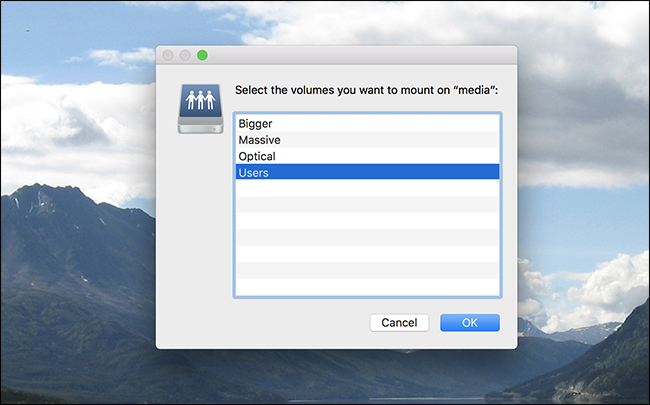 Select the volumes you want to mount on “media”:
Bigger
Massive
Optical
Users
Cancel OK